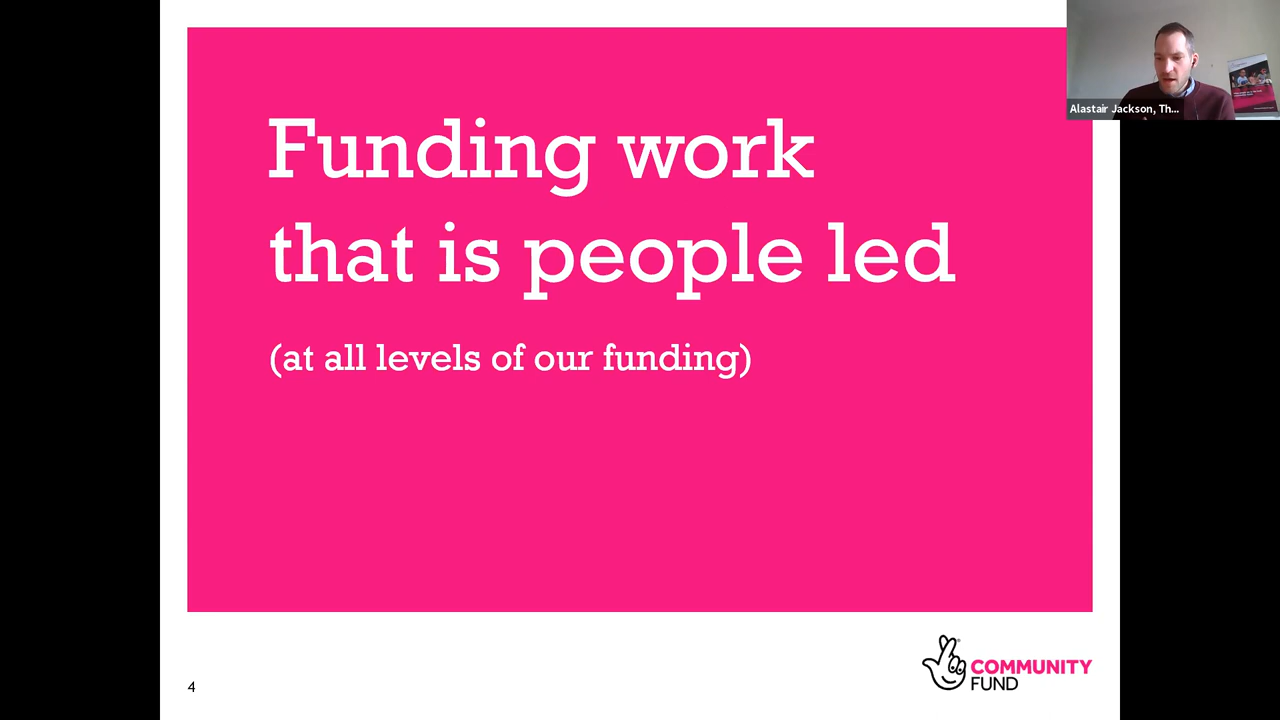 Funding work
that is people led
(at all levels of our funding)
Alastair Jackson, Th...
COMMUNITY
FUND
4